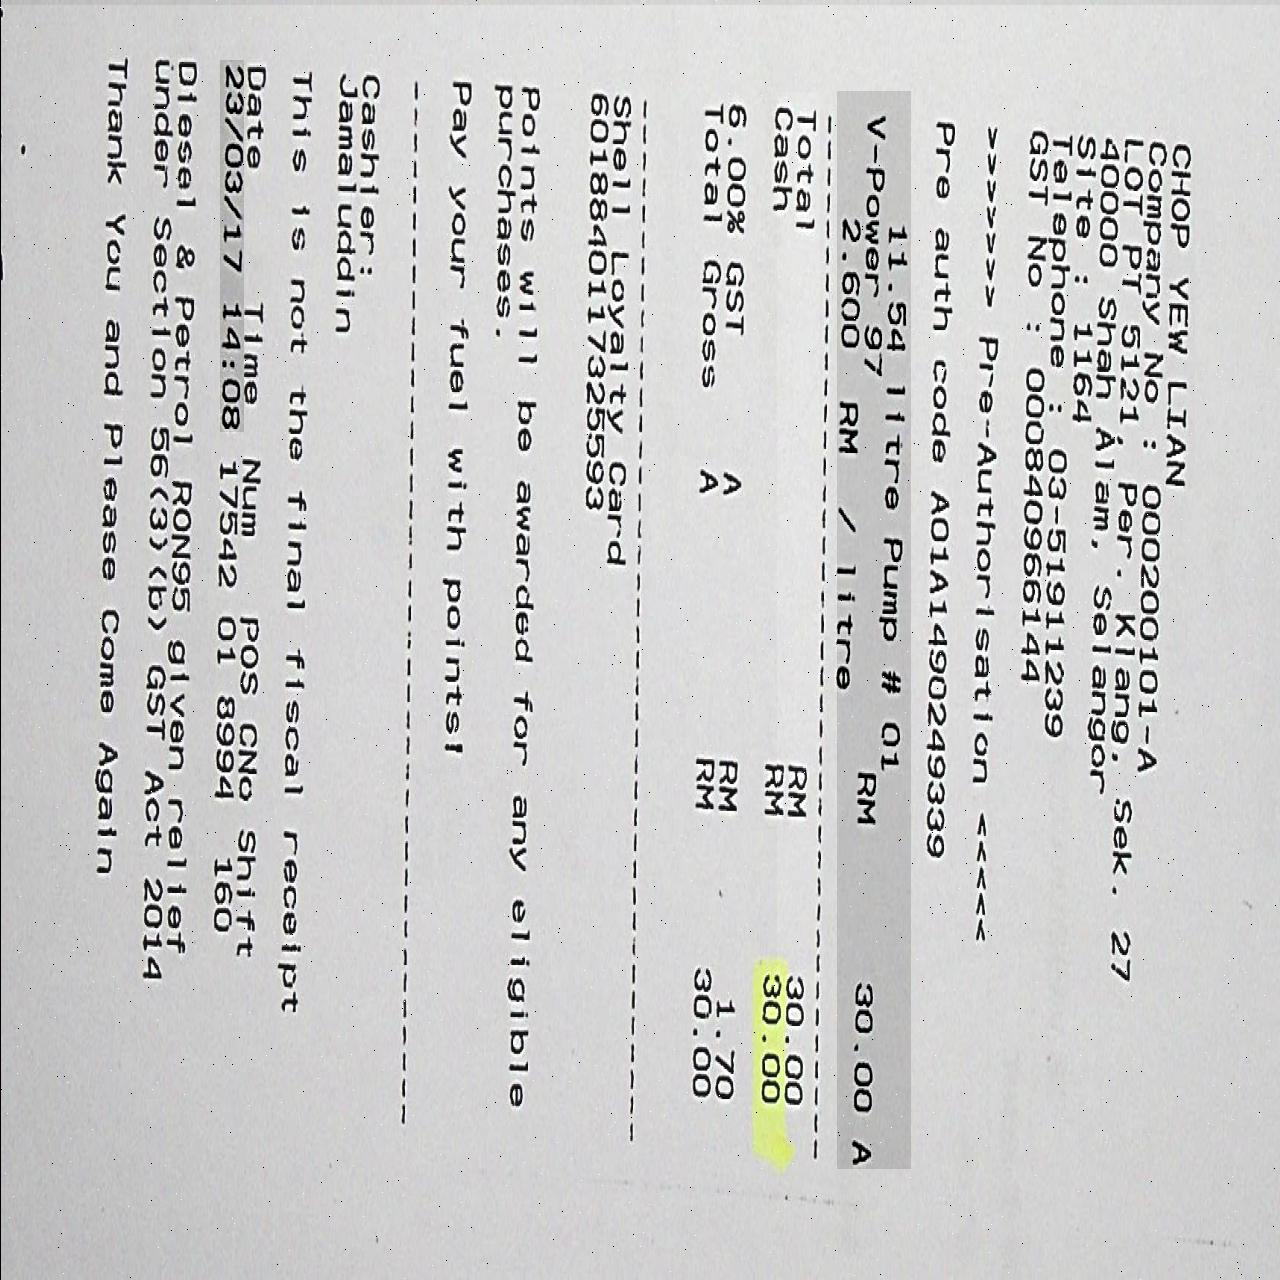 CHOP YEW LIAN
Company No : 000200101-A
LOT PT 5121, Per. Klang, Sek. 27
40000 Shah Alam, Selangor
Site : 1164
Telephone : 03-51911239
GST No : 000840966144
>>>>>> Pre-Authorisation <<<<<
Pre auth code A01A1490249339
11.54 litre Pump # 01
V-Power 97 RM 30.00 A
2.600 RM / litre
Total RM 30.00
Cash RM 30.00
6.00% GST A RM 1.70
Total Gross A RM 30.00
Shell Loyalty Card
60188401173255​93
Points will be awarded for any eligible
purchases.
Pay your fuel with points!
Cashier:
Jamaluddin
This is not the final fiscal receipt
Date Time Num POS CNo Shift
23/03/17 14:08 17542 01 8994 160
Diesel & Petrol RON95 given relief
under Section 56(3)(b) GST Act 2014
Thank You and Please Come Again